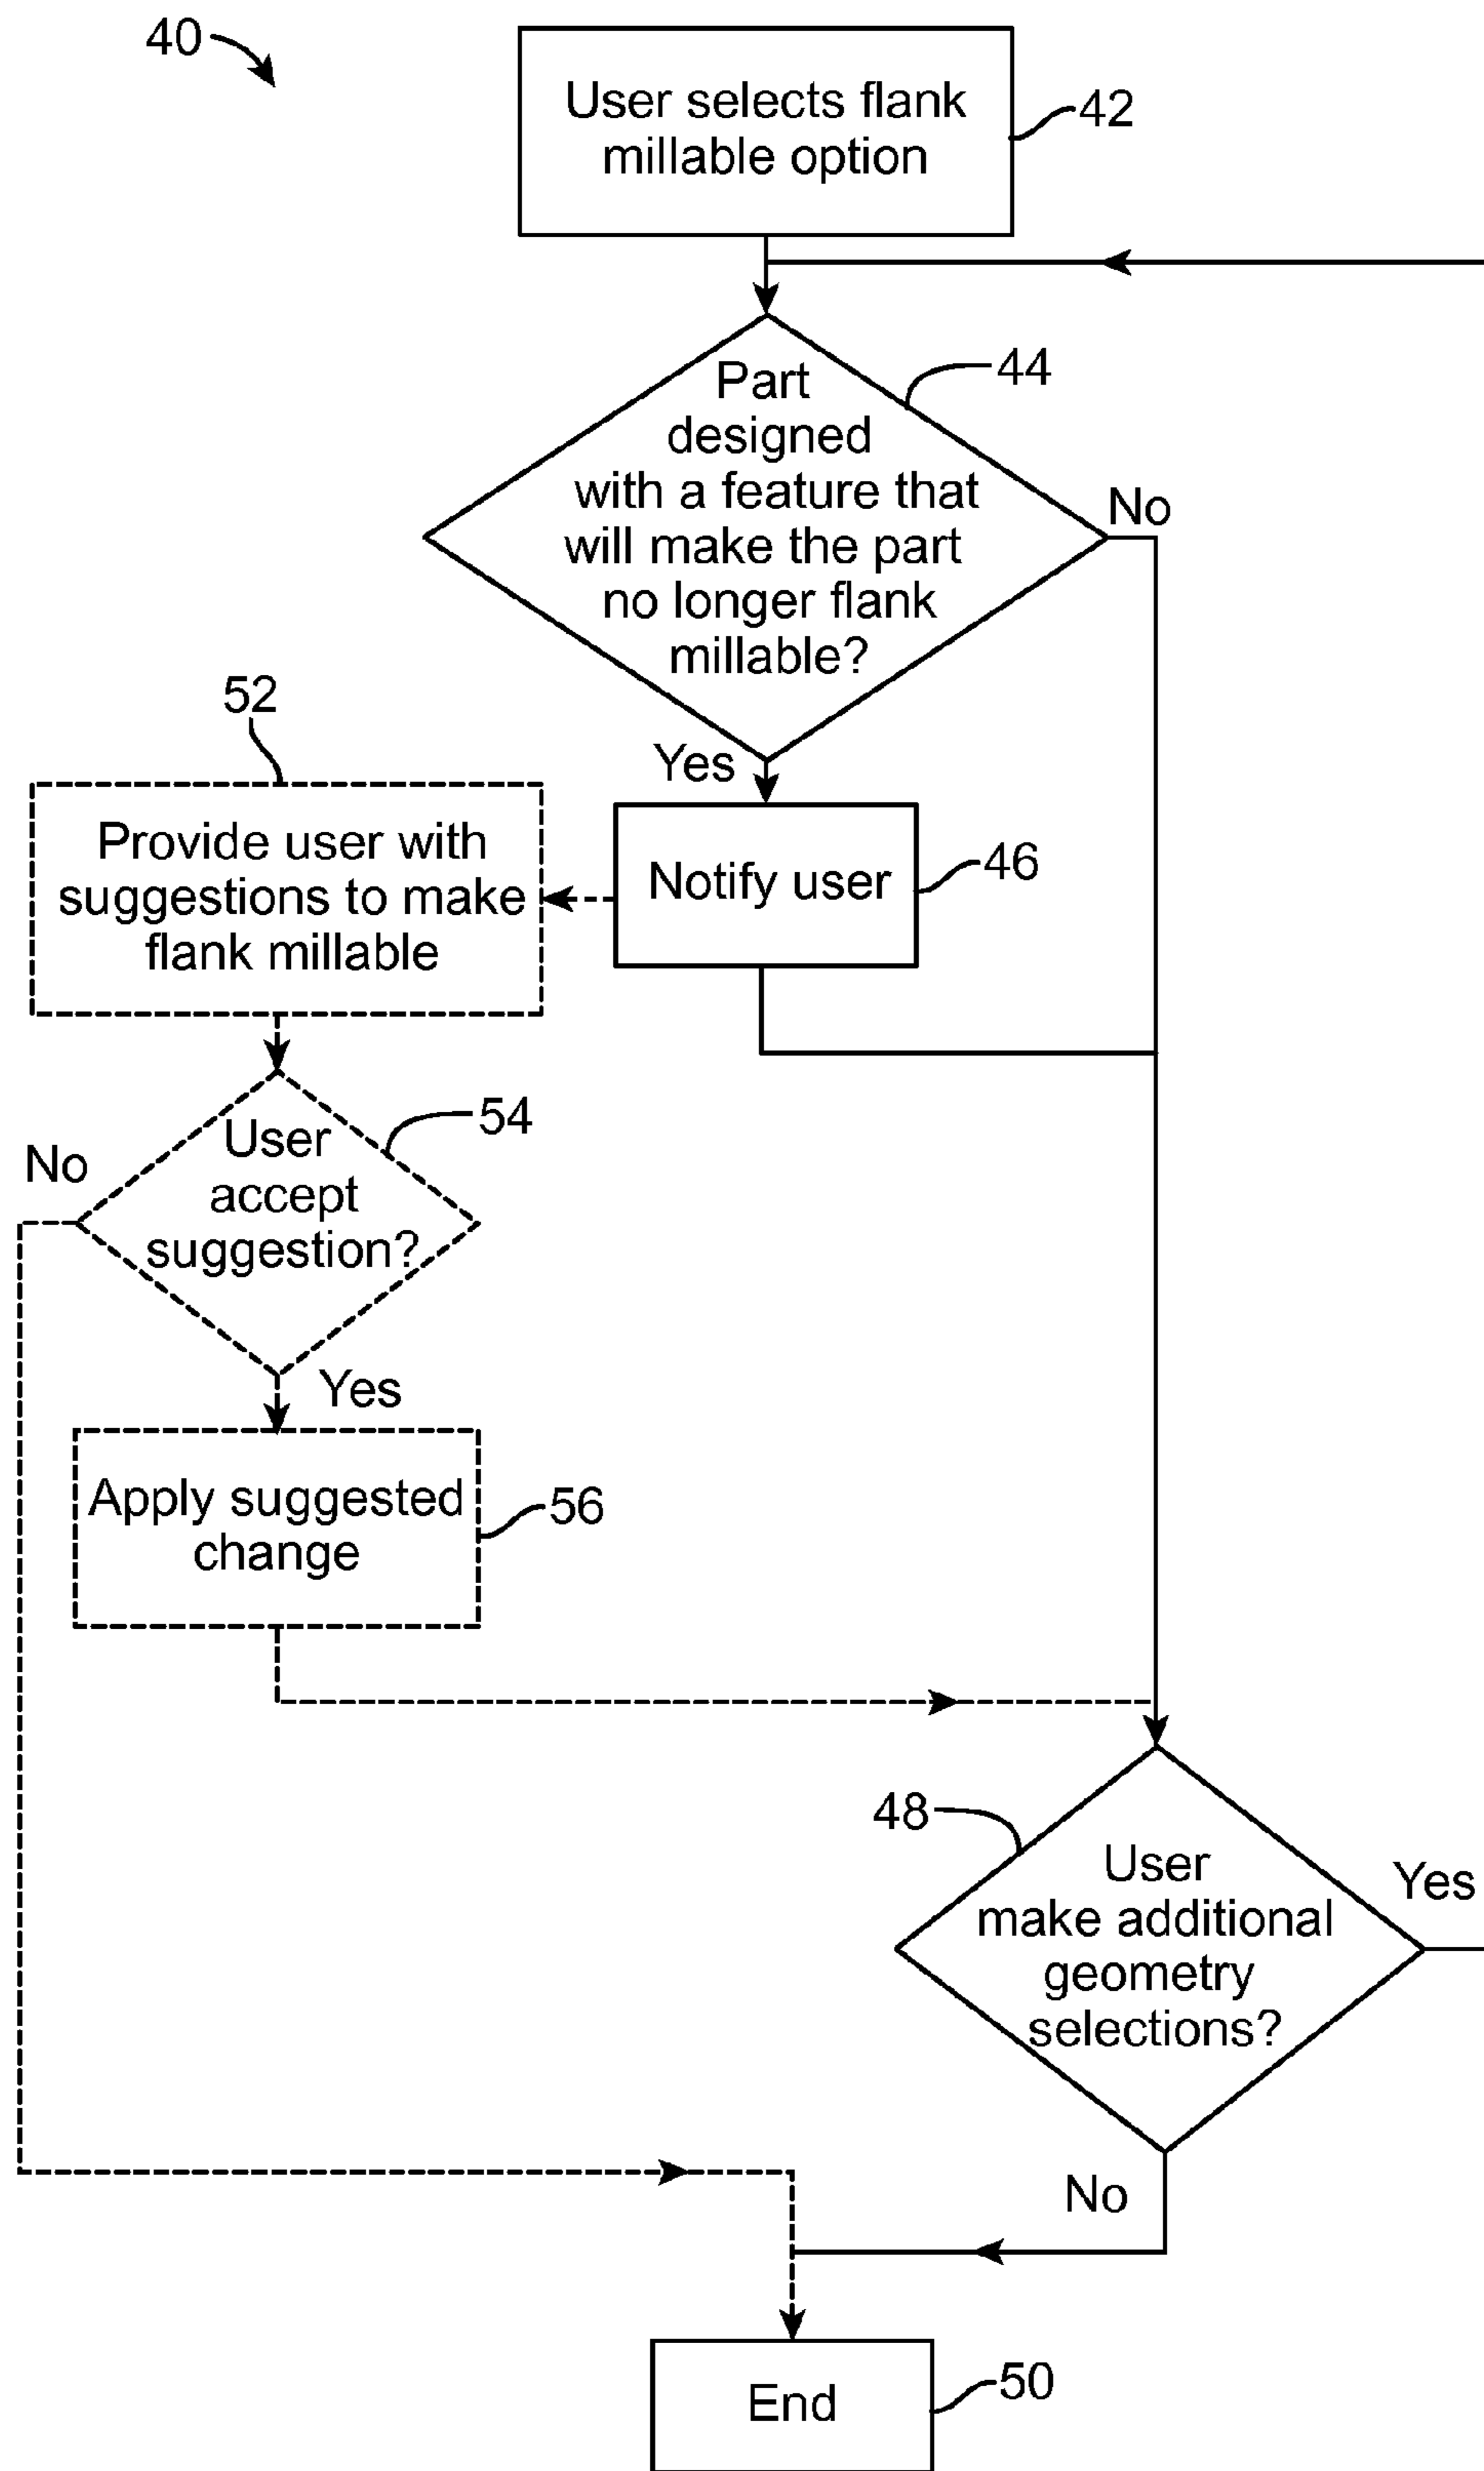 40
User selects flank
millable option
42
Part
designed
with a feature that
will make the part
no longer flank
millable?
44
No
Yes
52
Provide user with
suggestions to make
flank millable
Notify user
46
User
accept
suggestion?
54
No
Yes
Apply suggested
change
56
48
User
make additional
geometry
selections?
Yes
No
End
50